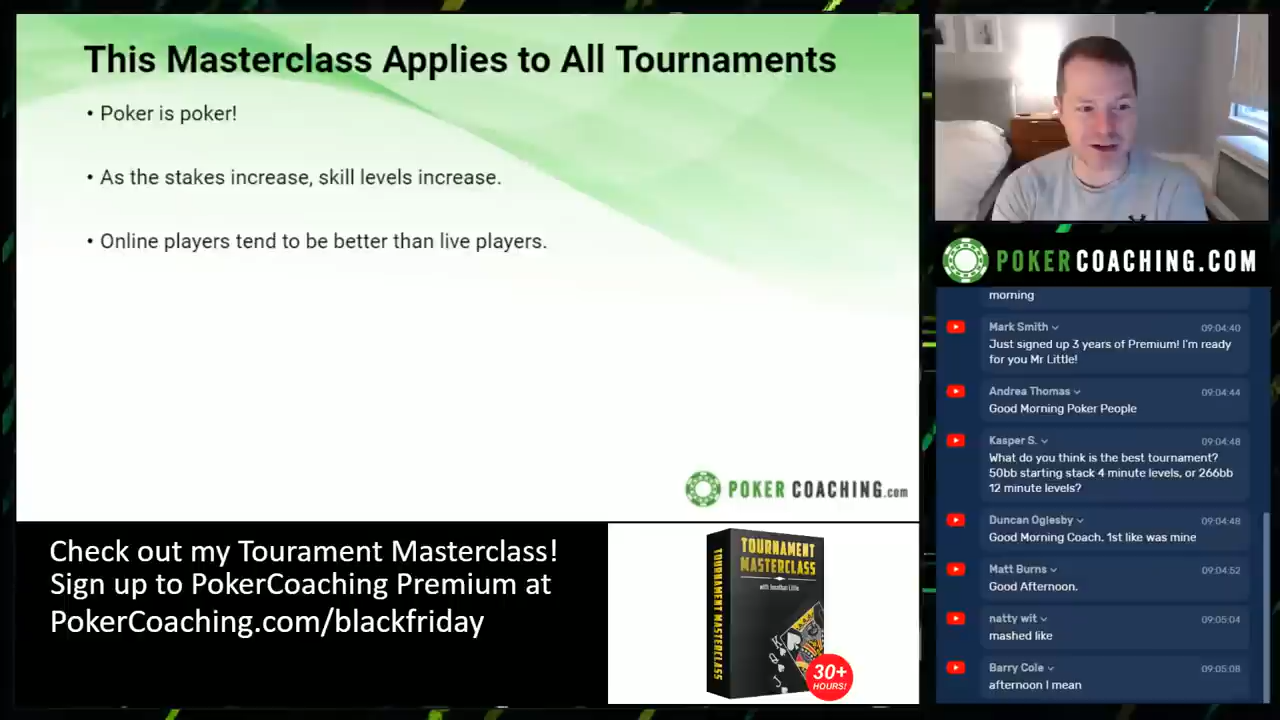 This Masterclass Applies to All Tournaments
• Poker is poker!
• As the stakes increase, skill levels increase.
• Online players tend to be better than live players.
POKER COACHING.com
Check out my Tourament Masterclass!
Sign up to PokerCoaching Premium at
PokerCoaching.com/blackfriday
TOURNAMENT MASTERCLASS
TOURNAMENT
MASTERCLASS
with Jonathan Little
K
Q
J
30+
HOURS!
POKERCOACHING.COM
morning
Mark Smith 09:04:40
Just signed up 3 years of Premium! I'm ready
for you Mr Little!
Andrea Thomas 09:04:44
Good Morning Poker People
Kasper S. 09:04:48
What do you think is the best tournament?
50bb starting stack 4 minute levels, or 266bb
12 minute levels?
Duncan Oglesby 09:04:48
Good Morning Coach. 1st like was mine
Matt Burns 09:04:52
Good Afternoon.
natty wit 09:05:04
mashed like
Barry Cole 09:05:08
afternoon I mean